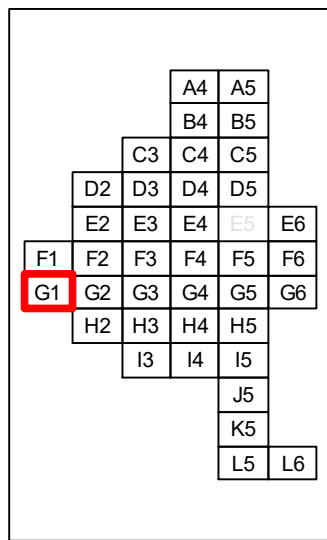 A4 A5
B4 B5
C3 C4 C5
D2 D3 D4 D5
E2 E3 E4 E5 E6
F1 F2 F3 F4 F5 F6
G1 G2 G3 G4 G5 G6
H2 H3 H4 H5
I3 I4 I5
J5
K5
L5 L6